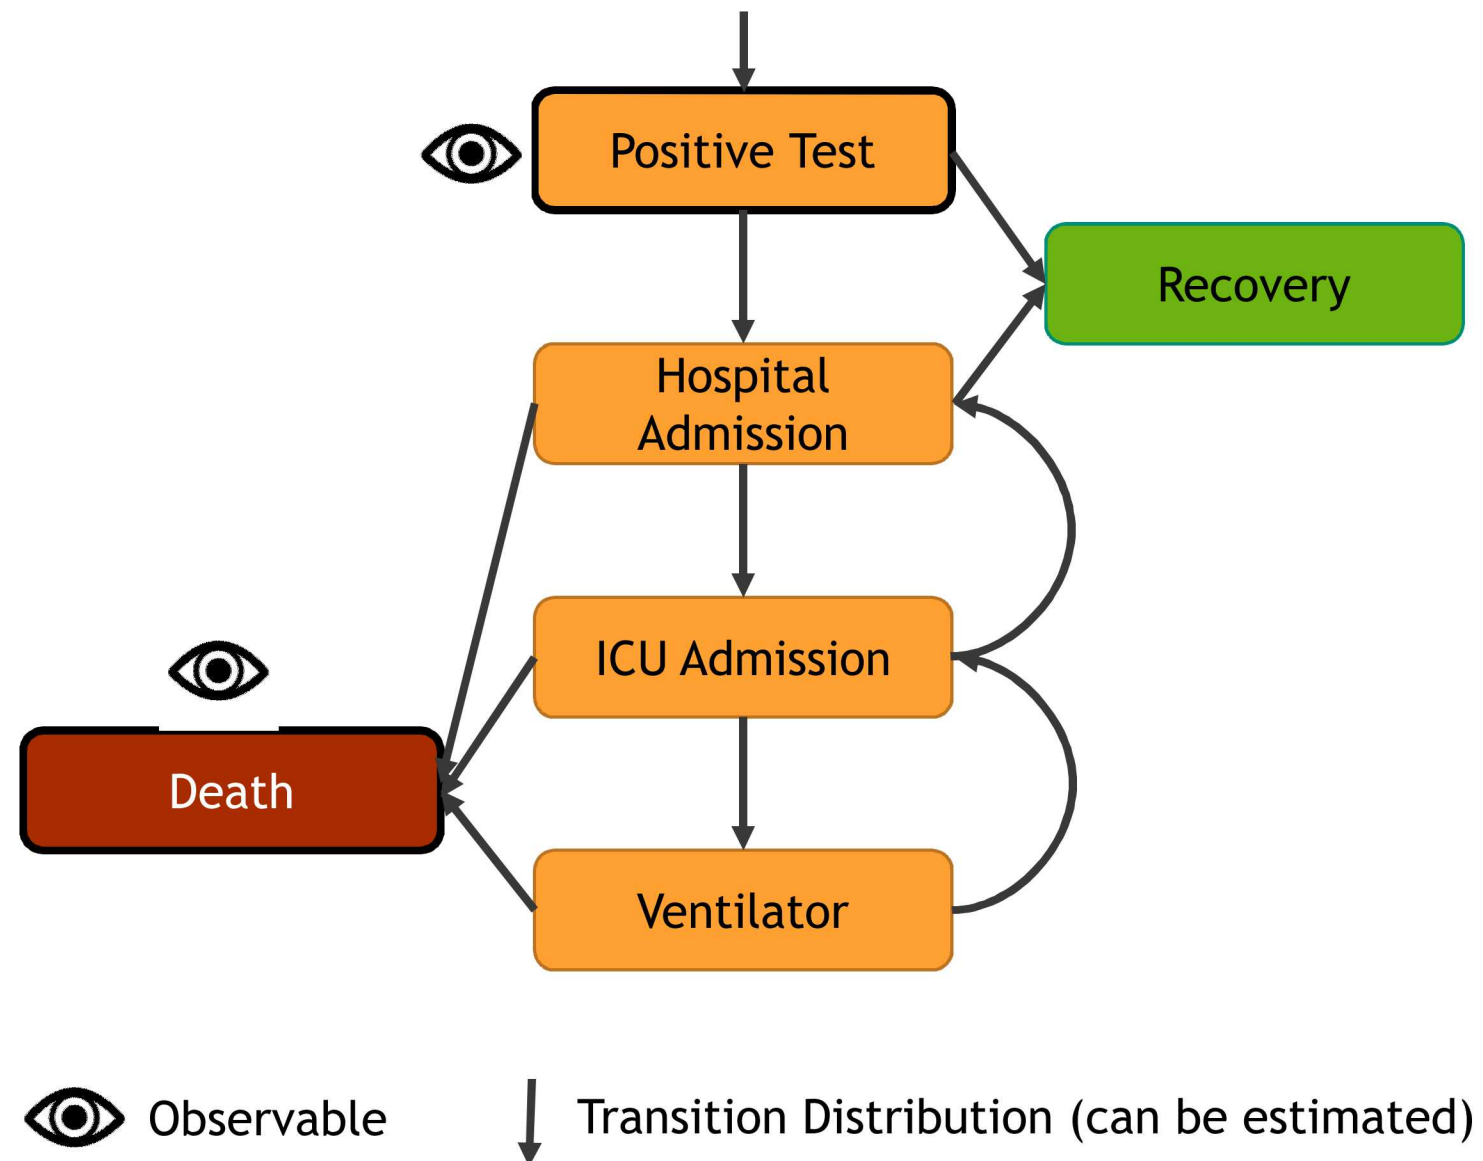 Positive Test
Recovery
Hospital
Admission
ICU Admission
Death
Ventilator
Observable
Transition Distribution (can be estimated)